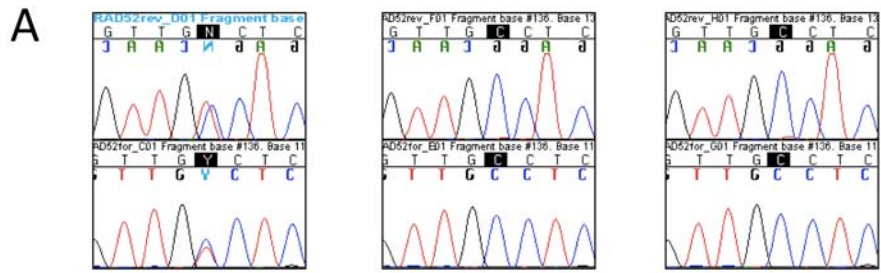 A
RAD52rev_D01 Fragment base
G T T G N C T C
C A A C N G A G
AD52for_C01 Fragment base #136. Base 11
G T T G Y C T C
G T T G Y C T C
AD52rev_F01 Fragment base #136. Base 13
G T T G C C T C
C A A C G G A G
AD52for_E01 Fragment base #136. Base 11
G T T G C C T C
G T T G C C T C
AD52rev_H01 Fragment base #136. Base 13
G T T G C C T C
C A A C G G A G
AD52for_G01 Fragment base #136. Base 11
G T T G C C T C
G T T G C C T C